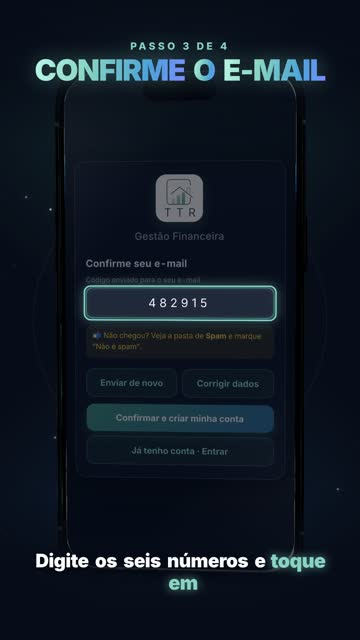 PASSO 3 DE 4
CONFIRME O E-MAIL
TTR
Gestão Financeira
Confirme seu e-mail
Código enviado para o seu e-mail
482915
📬 Não chegou? Veja a pasta de Spam e marque
"Não é spam".
Enviar de novo
Corrigir dados
Confirmar e criar minha conta
Já tenho conta · Entrar
Digite os seis números e toque
em